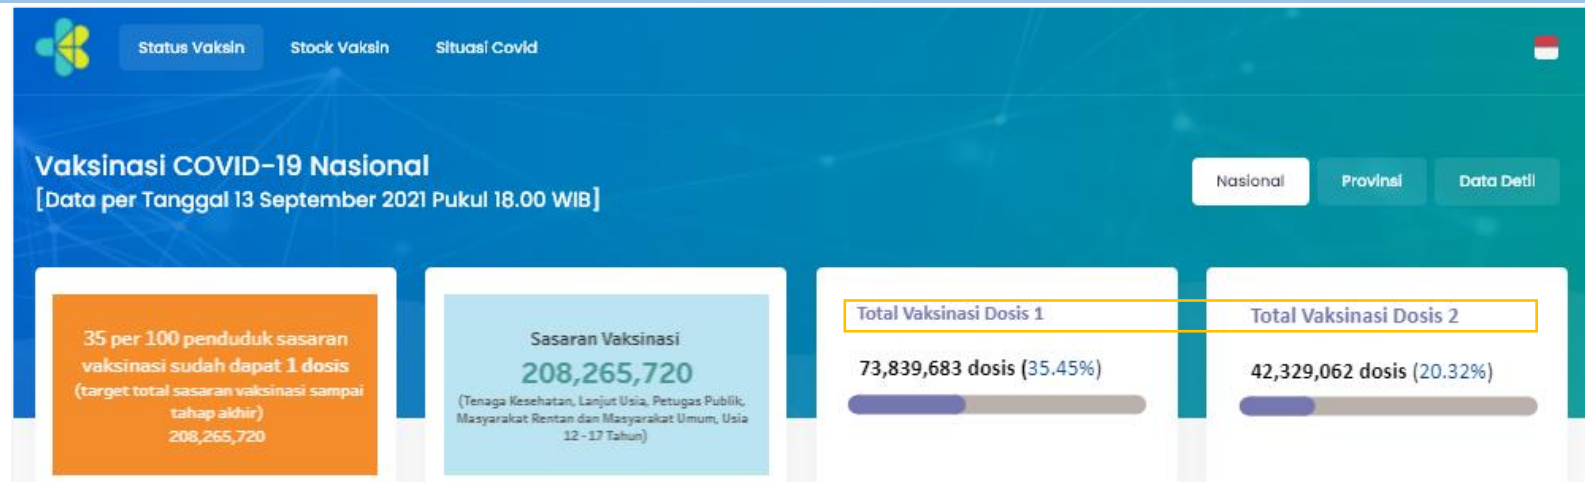 Status Vaksin
Stock Vaksin
Situasi Covid
Vaksinasi COVID-19 Nasional
[Data per Tanggal 13 September 2021 Pukul 18.00 WIB]
Nasional
Provinsi
Data Detil
35 per 100 penduduk sasaran
vaksinasi sudah dapat 1 dosis
(target total sasaran vaksinasi sampai
tahap akhir)
208,265,720
Sasaran Vaksinasi
208,265,720
(Tenaga Kesehatan, Lanjut Usia, Petugas Publik,
Masyarakat Rentan dan Masyarakat Umum, Usia
12 - 17 Tahun)
Total Vaksinasi Dosis 1
73,839,683 dosis (35.45%)
Total Vaksinasi Dosis 2
42,329,062 dosis (20.32%)